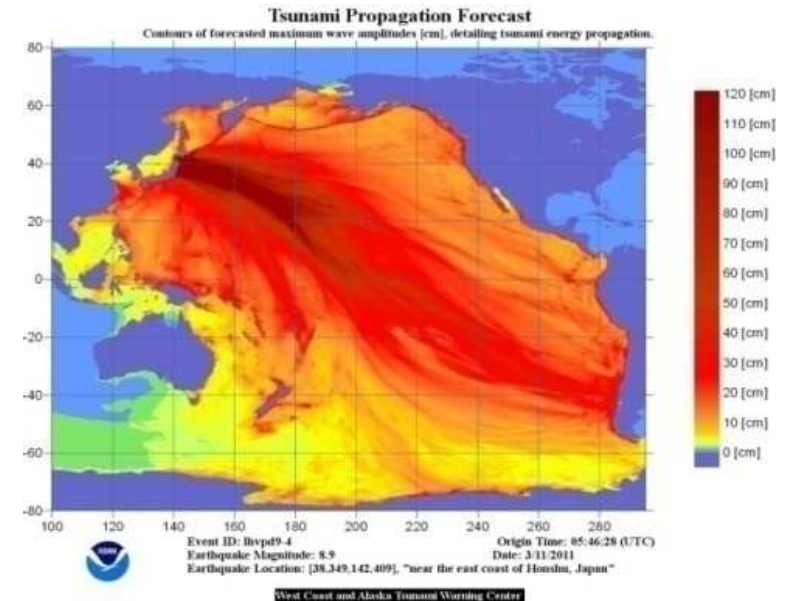 Tsunami Propagation Forecast
Contours of forecasted maximum wave amplitudes [cm], detailing tsunami energy propagation.
80
60
40
20
0
-20
-40
-60
-80
100 120 140 160 180 200 220 240 260 280
120 [cm]
110 [cm]
100 [cm]
90 [cm]
80 [cm]
70 [cm]
60 [cm]
50 [cm]
40 [cm]
30 [cm]
20 [cm]
10 [cm]
0 [cm]
Event ID: lhvpd9-4 Origin Time: 05:46:28 (UTC)
Earthquake Magnitude: 8.9 Date: 3/11/2011
Earthquake Location: [38.349,142.409], "near the east coast of Honshu, Japan"
West Coast and Alaska Tsunami Warning Center